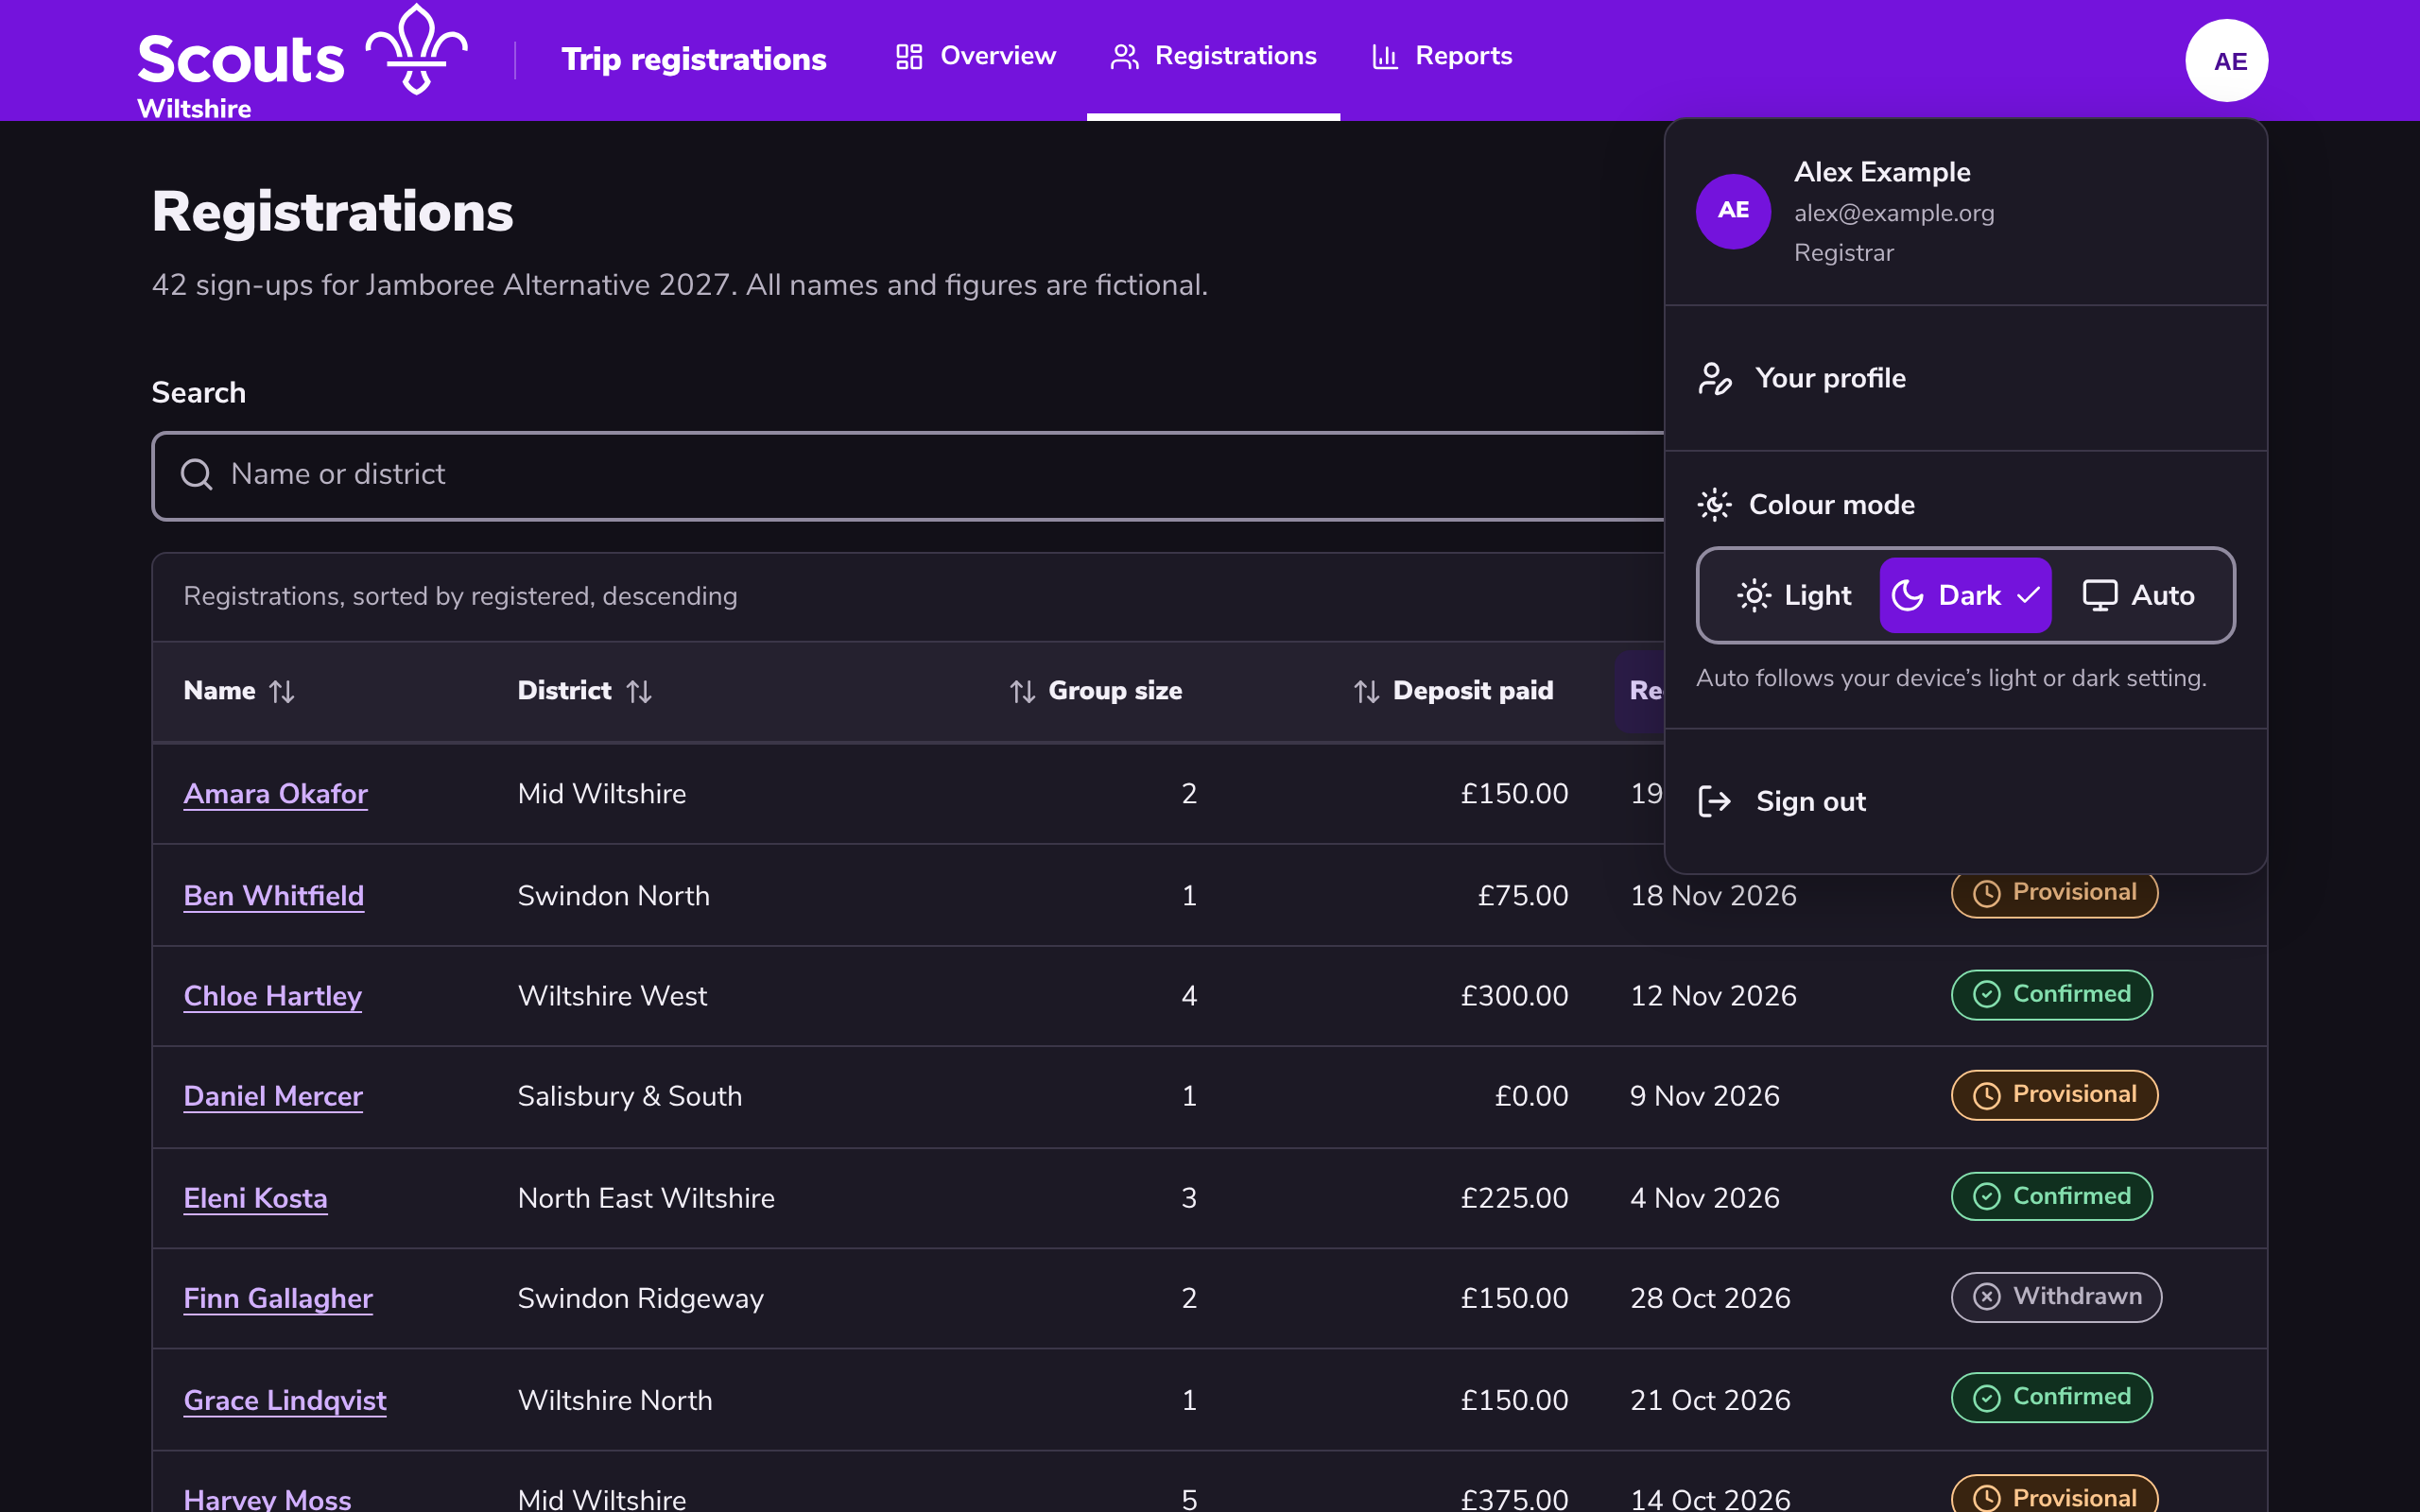 Scouts
Wiltshire
Trip registrations
Overview
Registrations
Reports
AE
Alex Example
AE
alex@example.org
Registrar
Registrations
42 sign-ups for Jamboree Alternative 2027. All names and figures are fictional.
Your profile
Search
Name or district
Colour mode
Light Dark Auto
Auto follows your device’s light or dark setting.
Sign out
Registrations, sorted by registered, descending
Name District Group size Deposit paid Re
Amara Okafor Mid Wiltshire 2 £150.00 19
Ben Whitfield Swindon North 1 £75.00 18 Nov 2026 Provisional
Chloe Hartley Wiltshire West 4 £300.00 12 Nov 2026 Confirmed
Daniel Mercer Salisbury & South 1 £0.00 9 Nov 2026 Provisional
Eleni Kosta North East Wiltshire 3 £225.00 4 Nov 2026 Confirmed
Finn Gallagher Swindon Ridgeway 2 £150.00 28 Oct 2026 Withdrawn
Grace Lindqvist Wiltshire North 1 £150.00 21 Oct 2026 Confirmed
Harvey Moss Mid Wiltshire 5 £375.00 14 Oct 2026 Provisional